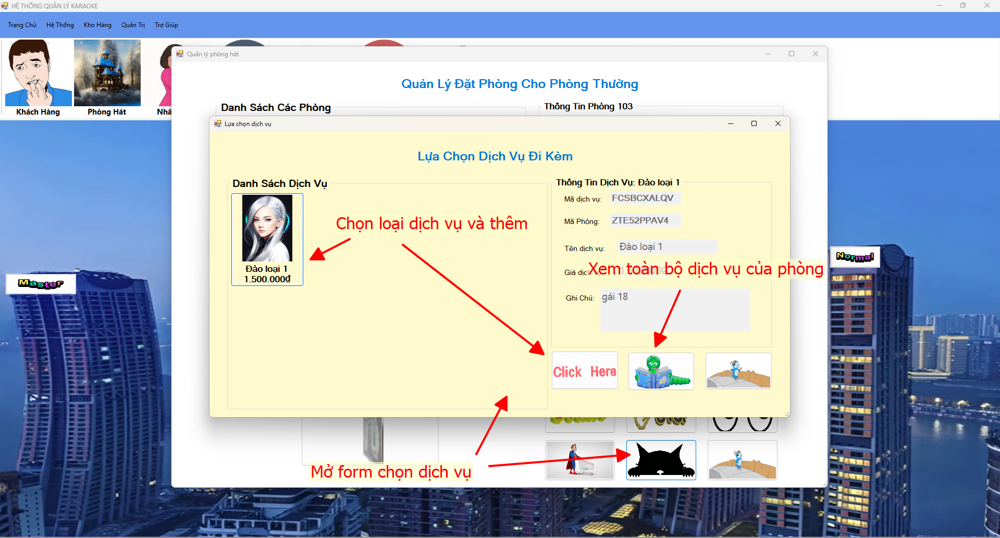 HỆ THỐNG QUẢN LÝ KARAOKE
Trang Chủ Hệ Thống Kho Hàng Quản Trị Trợ Giúp
Khách Hàng Phòng Hát Nhâ
Quản lý phòng hát
Quản Lý Đặt Phòng Cho Phòng Thường
Danh Sách Các Phòng
Thông Tin Phòng 103
Lựa chọn dịch vụ
Lựa Chọn Dịch Vụ Đi Kèm
Danh Sách Dịch Vụ
Đào loại 1
1.500.000₫
Chọn loại dịch vụ và thêm
Thông Tin Dịch Vụ: Đào loại 1
Mã dịch vụ: FCSBCXALQV
Mã Phòng: ZTE52PPAV4
Tên dịch vụ: Đào loại 1
Giá dịch vụ: 1.500.000₫
Xem toàn bộ dịch vụ của phòng
Ghi Chú: gái 18
Click Here
Master
Normal
Mở form chọn dịch vụ